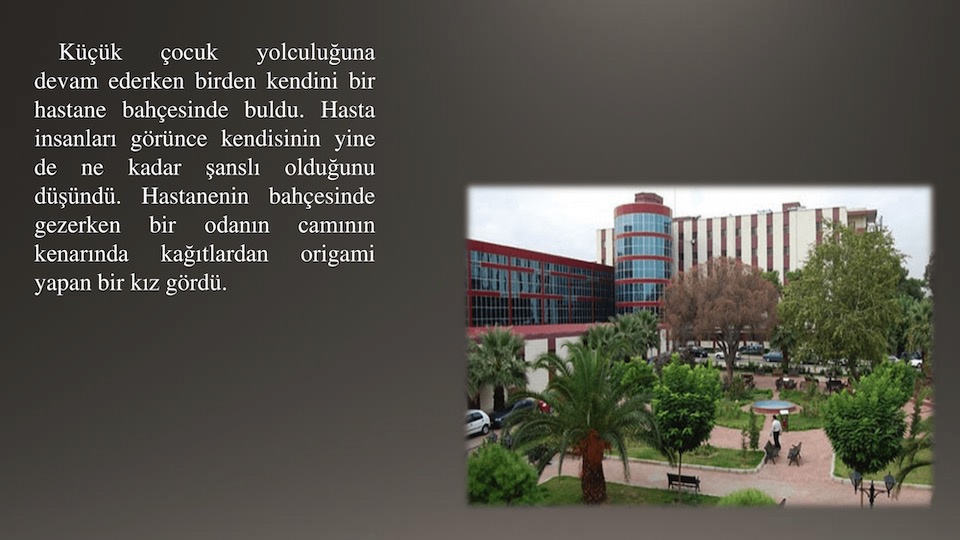 Küçük çocuk yolculuğuna
devam ederken birden kendini bir
hastane bahçesinde buldu. Hasta
insanları görünce kendisinin yine
de ne kadar şanslı olduğunu
düşündü. Hastanenin bahçesinde
gezerken bir odanın camının
kenarında kağıtlardan origami
yapan bir kız gördü.